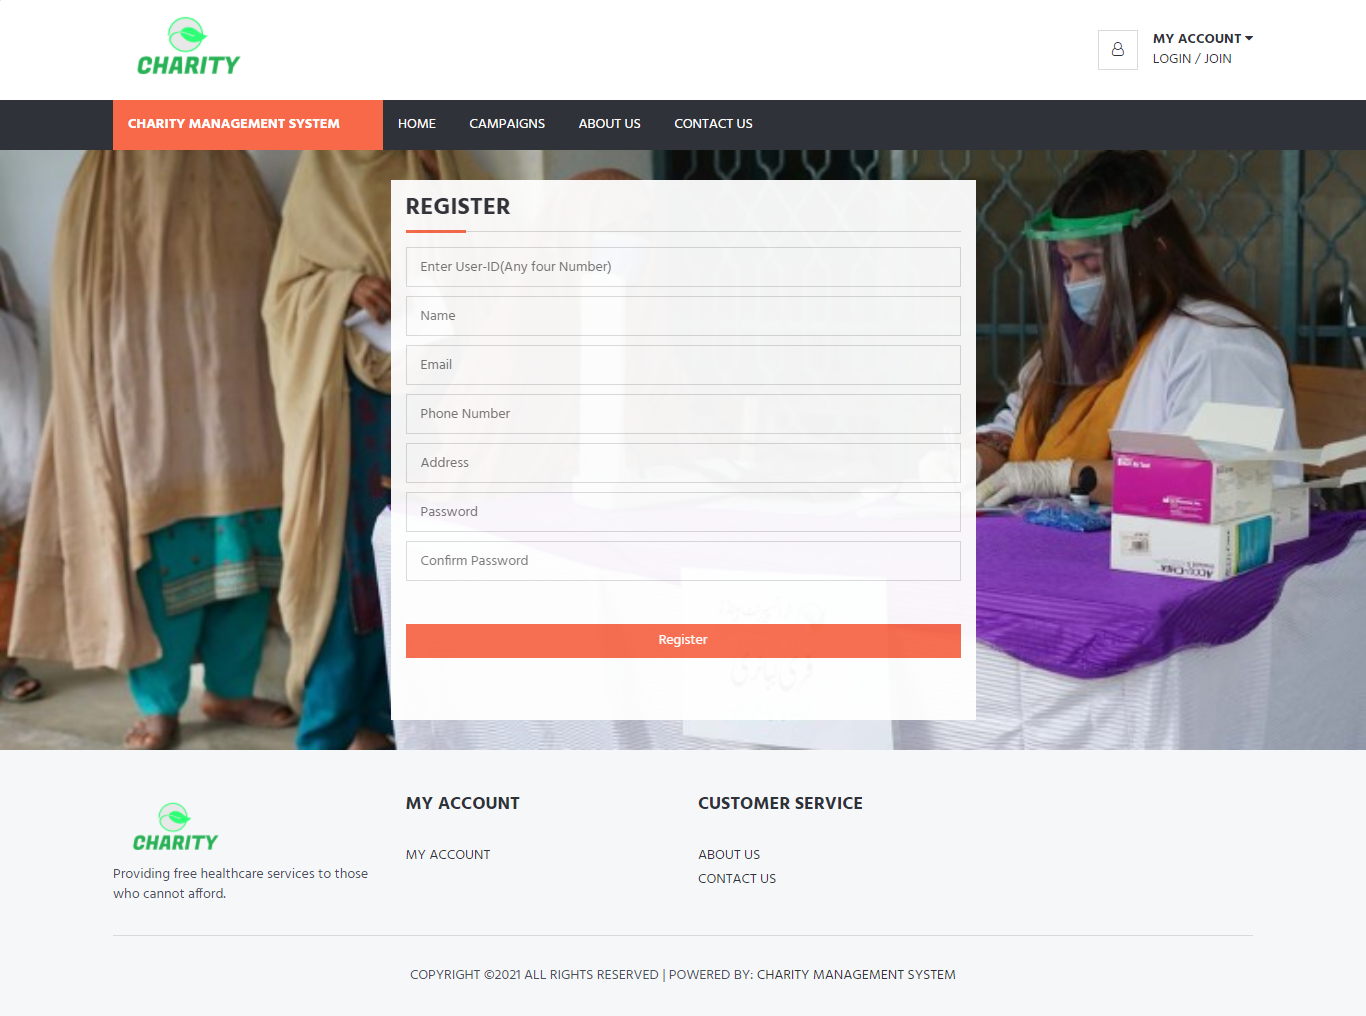 CHARITY
MY ACCOUNT
LOGIN / JOIN
CHARITY MANAGEMENT SYSTEM
HOME
CAMPAIGNS
ABOUT US
CONTACT US
REGISTER
Enter User-ID(Any four Number)
Name
Email
Phone Number
Address
Password
Confirm Password
Register
CHARITY
Providing free healthcare services to those
who cannot afford.
MY ACCOUNT
MY ACCOUNT
CUSTOMER SERVICE
ABOUT US
CONTACT US
COPYRIGHT ©2021 ALL RIGHTS RESERVED | POWERED BY: CHARITY MANAGEMENT SYSTEM